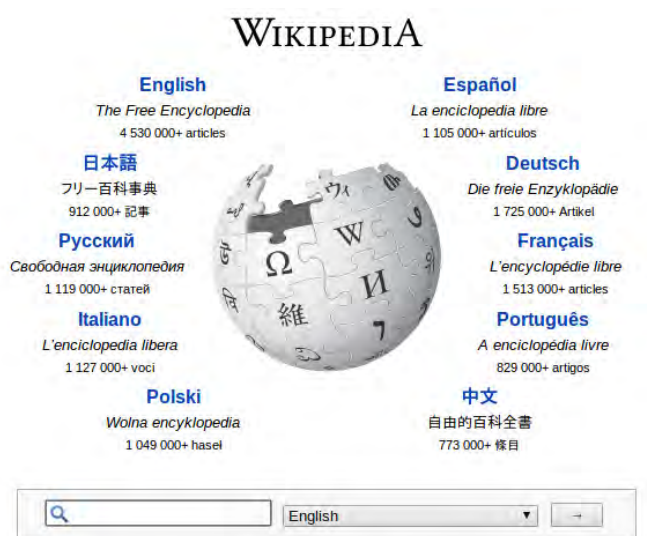 WIKIPEDIA
English
The Free Encyclopedia
4 530 000+ articles
Español
La enciclopedia libre
1 105 000+ artículos
日本語
フリー百科事典
912 000+ 記事
Deutsch
Die freie Enzyklopädie
1 725 000+ Artikel
Русский
Свободная энциклопедия
1 119 000+ статей
Français
L'encyclopédie libre
1 513 000+ articles
Italiano
L'enciclopedia libera
1 127 000+ voci
Português
A enciclopédia livre
829 000+ artigos
Polski
Wolna encyklopedia
1 049 000+ haseł
中文
自由的百科全書
773 000+ 條目
Ω
W
И
維
7
English
→